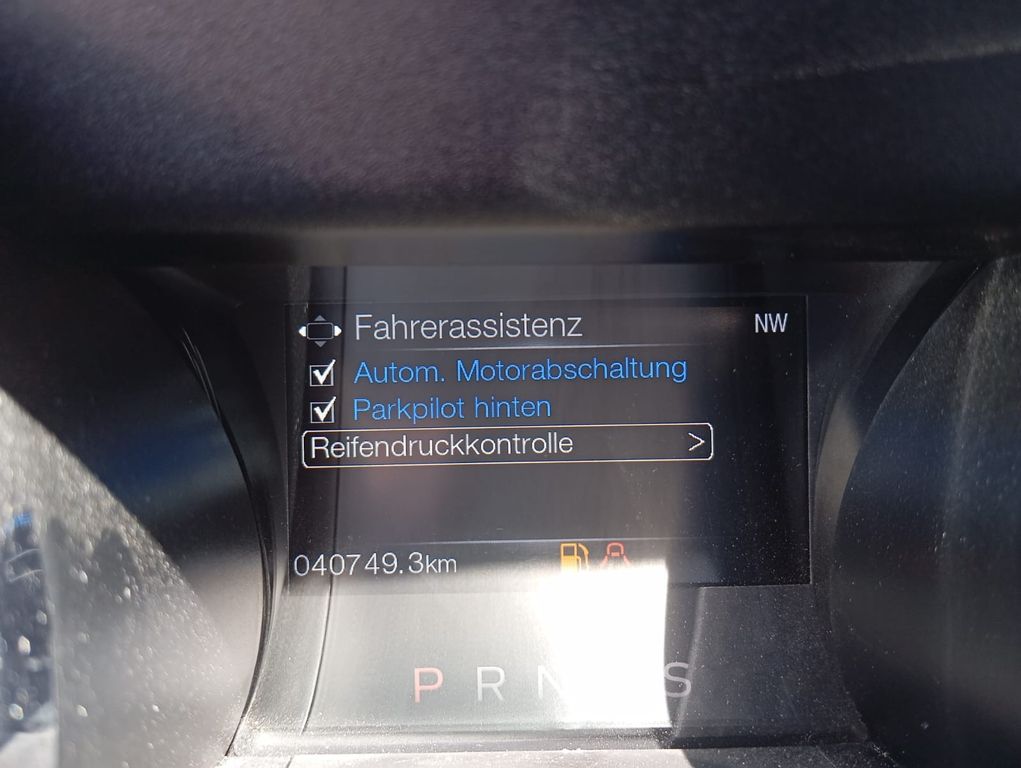 Fahrerassistenz NW
Autom. Motorabschaltung
Parkpilot hinten
Reifendruckkontrolle >
040749.3km
P R N S